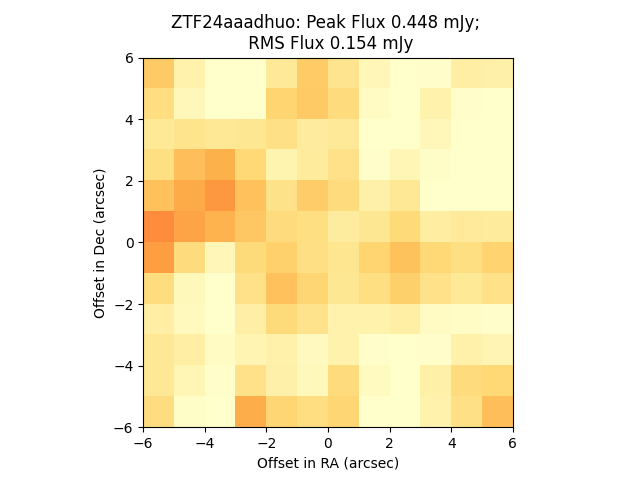 ZTF24aaadhuo: Peak Flux 0.448 mJy;
RMS Flux 0.154 mJy
6
4
2
0
−2
−4
−6
Offset in Dec (arcsec)
−6 −4 −2 0 2 4 6
Offset in RA (arcsec)